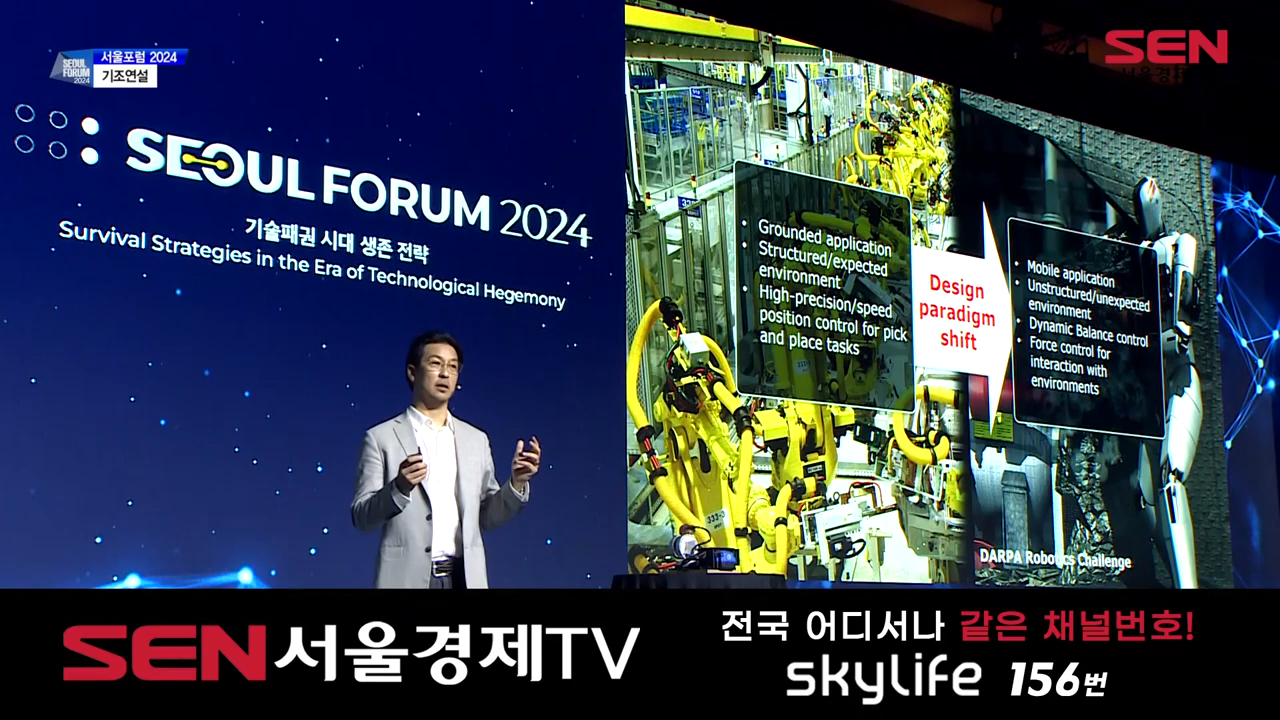 SEOUL FORUM 2024
서울포럼 2024
기조연설
SEN
SEOUL FORUM 2024
기술패권 시대 생존 전략
Survival Strategies in the Era of Technological Hegemony
• Grounded application
• Structured/expected
environment
• High-precision/speed
position control for pick
and place tasks
Design
paradigm
shift
• Mobile application
• Unstructured/unexpected
environment
• Dynamic Balance control
• Force control for
interaction with
environments
DARPA Robotics Challenge
SEN서울경제TV
전국 어디서나 같은 채널번호!
skylife 156번